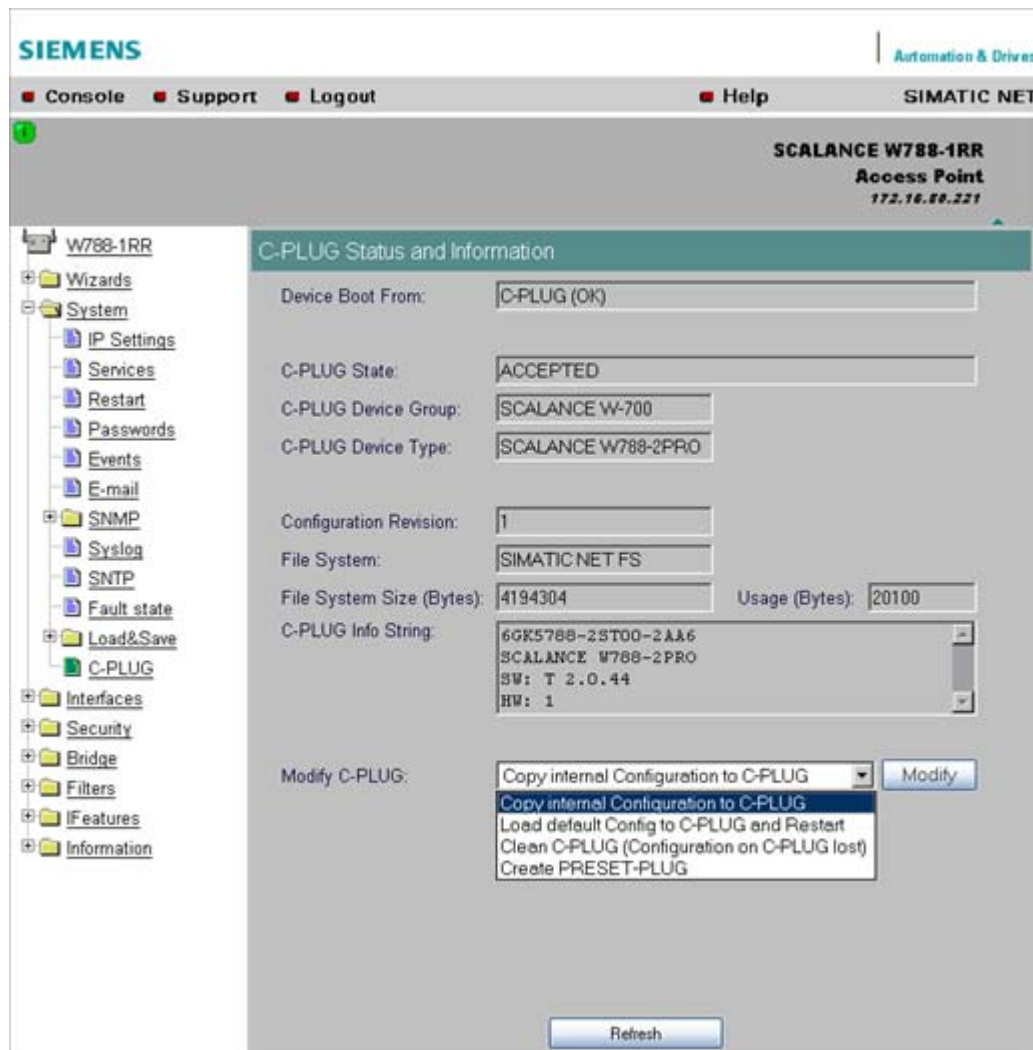 SIEMENS
Automation & Drives
Console Support Logout Help SIMATIC NET
SCALANCE W788-1RR
Access Point
172.16.88.221
W788-1RR
Wizards
System
IP Settings
Services
Restart
Passwords
Events
E-mail
SNMP
Syslog
SNTP
Fault state
Load&Save
C-PLUG
Interfaces
Security
Bridge
Filters
IFeatures
Information
C-PLUG Status and Information
Device Boot From: C-PLUG (OK)
C-PLUG State: ACCEPTED
C-PLUG Device Group: SCALANCE W-700
C-PLUG Device Type: SCALANCE W788-2PRO
Configuration Revision: 1
File System: SIMATIC NET FS
File System Size (Bytes): 4194304 Usage (Bytes): 20100
C-PLUG Info String: 6GK5788-2ST00-2AA6
SCALANCE W788-2PRO
SW: T 2.0.44
HW: 1
Modify C-PLUG: Copy internal Configuration to C-PLUG Modify
Copy internal Configuration to C-PLUG
Load default Config to C-PLUG and Restart
Clean C-PLUG (Configuration on C-PLUG lost)
Create PRESET-PLUG
Refresh